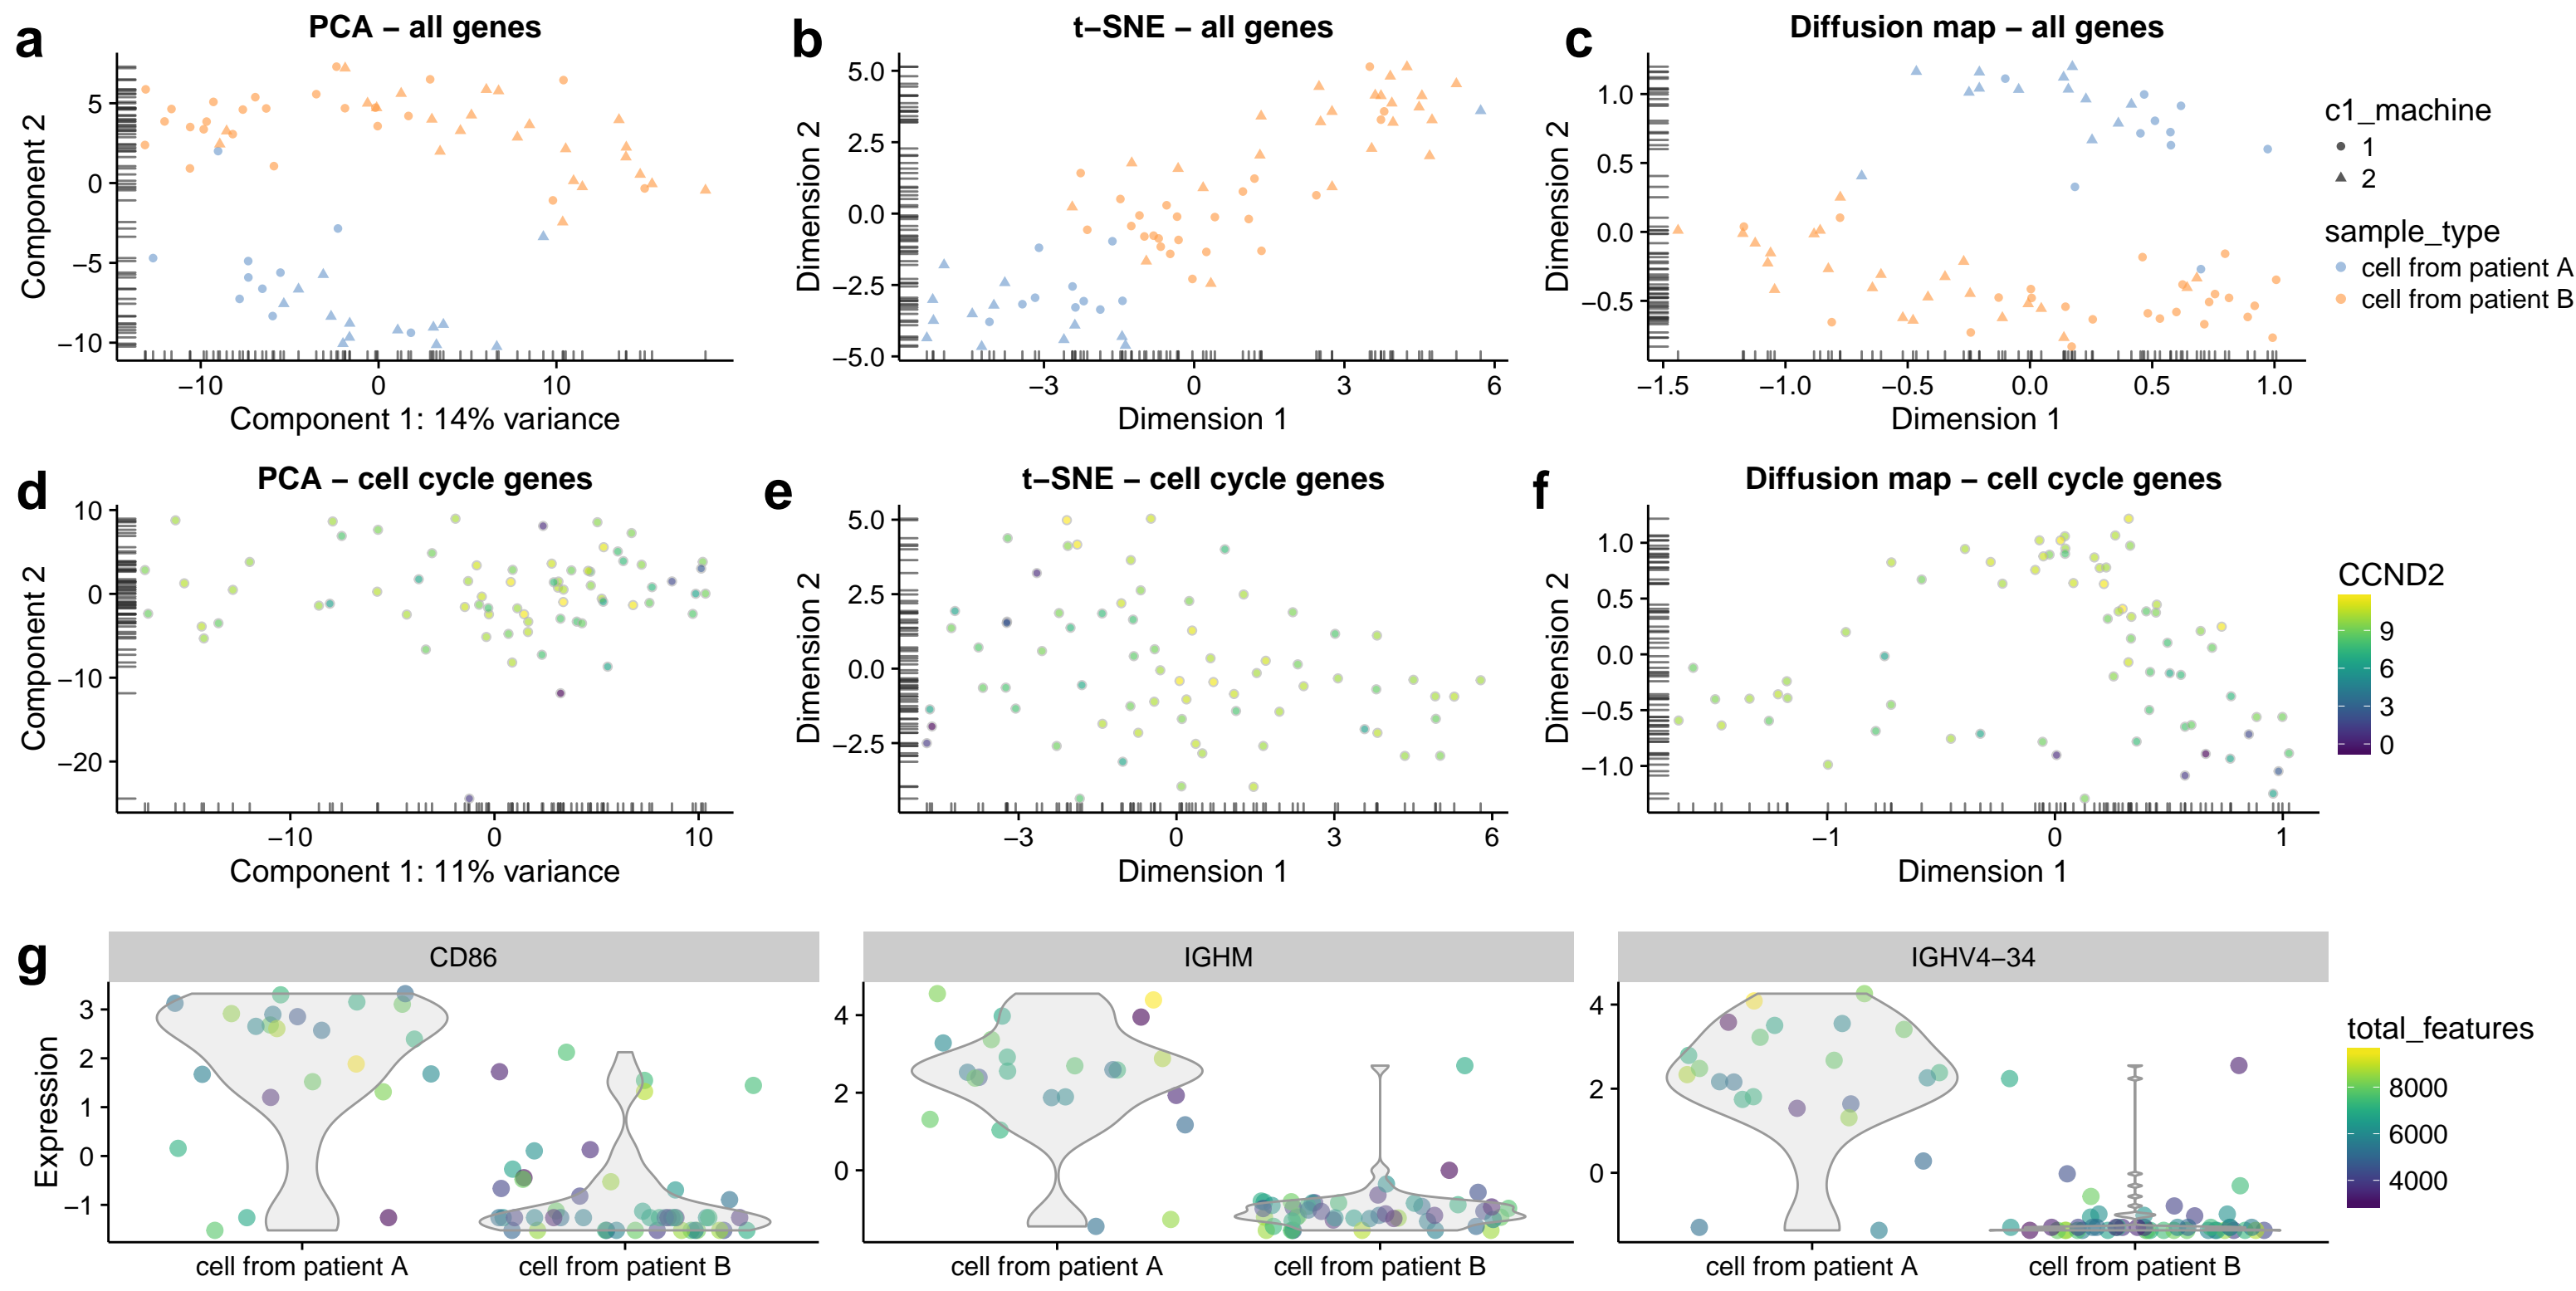 a
PCA – all genes
Component 2
5
0
−5
−10
−10
0
10
Component 1: 14% variance
b
t−SNE – all genes
Dimension 2
5.0
2.5
0.0
−2.5
−5.0
−3
0
3
6
Dimension 1
c
Diffusion map – all genes
Dimension 2
1.0
0.5
0.0
−0.5
−1.5
−1.0
−0.5
0.0
0.5
1.0
Dimension 1
c1_machine
1
2
sample_type
cell from patient A
cell from patient B
d
PCA – cell cycle genes
Component 2
10
0
−10
−20
−10
0
10
Component 1: 11% variance
e
t−SNE – cell cycle genes
Dimension 2
5.0
2.5
0.0
−2.5
−3
0
3
6
Dimension 1
f
Diffusion map – cell cycle genes
Dimension 2
1.0
0.5
0.0
−0.5
−1.0
−1
0
1
Dimension 1
CCND2
9
6
3
0
g
CD86
Expression
3
2
1
0
−1
cell from patient A
cell from patient B
IGHM
4
2
0
cell from patient A
cell from patient B
IGHV4−34
4
2
0
cell from patient A
cell from patient B
total_features
8000
6000
4000